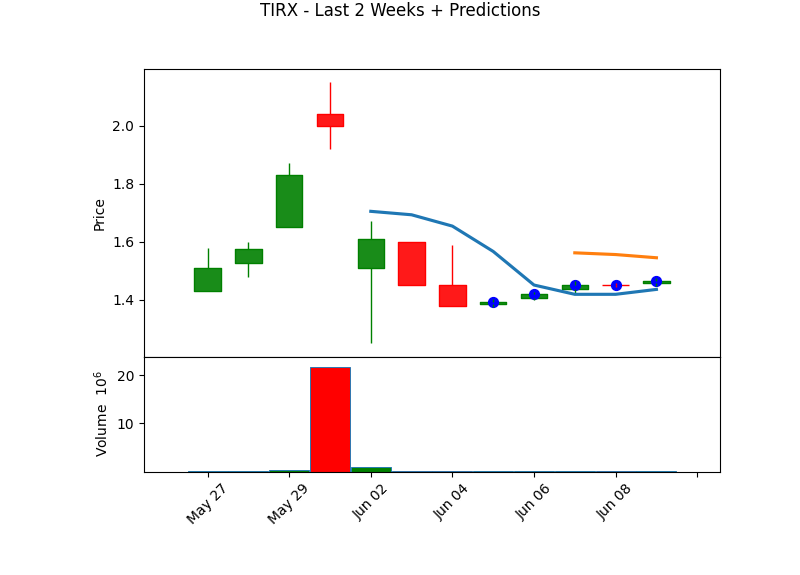 TIRX - Last 2 Weeks + Predictions
Price
2.0
1.8
1.6
1.4
Volume 10^6
20
10
May 27
May 29
Jun 02
Jun 04
Jun 06
Jun 08